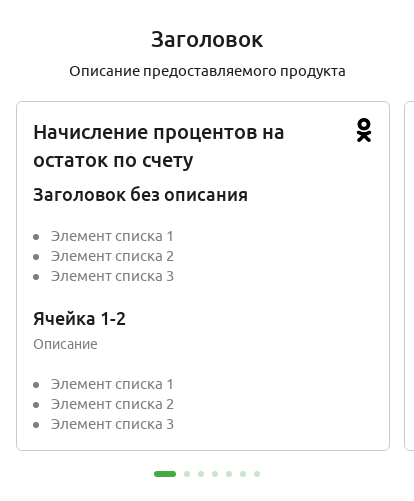 Заголовок
Описание предоставляемого продукта
Начисление процентов на
остаток по счету
Заголовок без описания
Элемент списка 1
Элемент списка 2
Элемент списка 3
Ячейка 1-2
Описание
Элемент списка 1
Элемент списка 2
Элемент списка 3